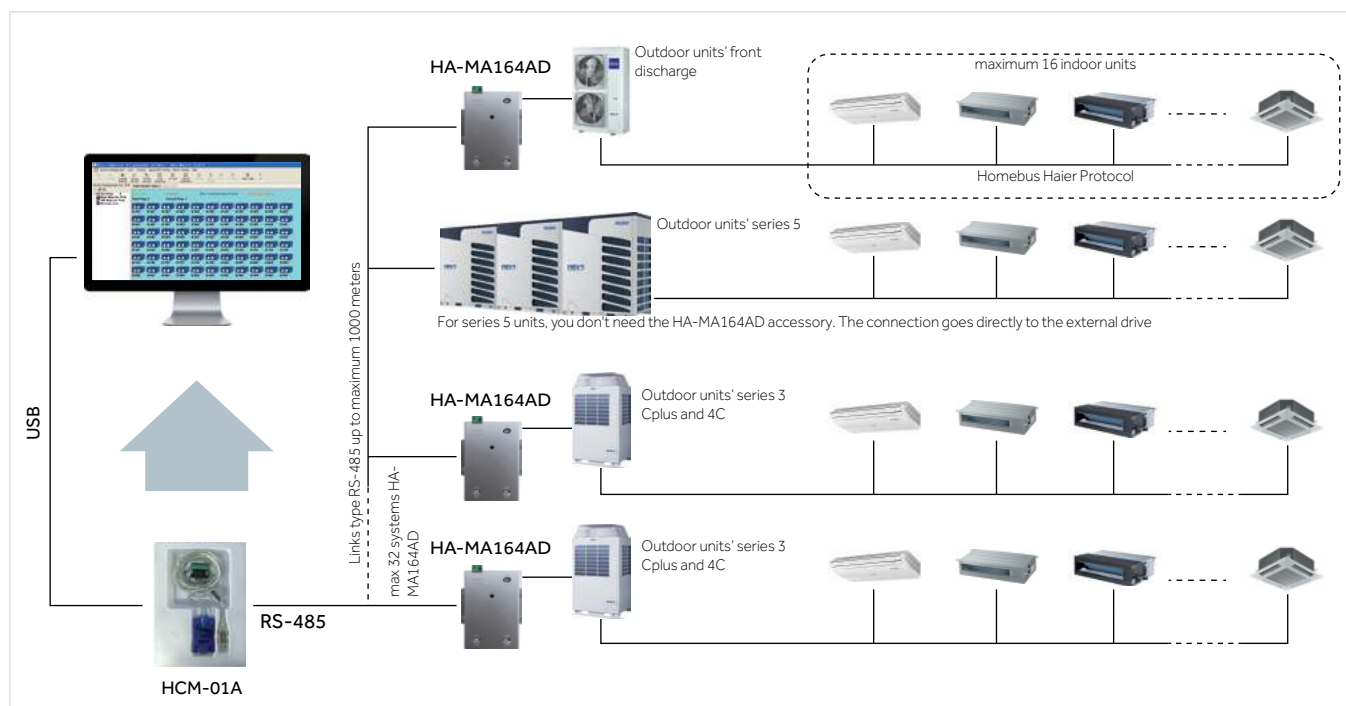 HA-MA164AD
Outdoor units' front
discharge
maximum 16 indoor units
Homebus Haier Protocol
Outdoor units' series 5
For series 5 units, you don't need the HA-MA164AD accessory. The connection goes directly to the external drive
Links type RS-485 up to maximum 1000 meters
USB
HA-MA164AD
Outdoor units' series 3
Cplus and 4C
max 32 systems HA-
MA164AD
HA-MA164AD
Outdoor units' series 3
Cplus and 4C
RS-485
HCM-01A